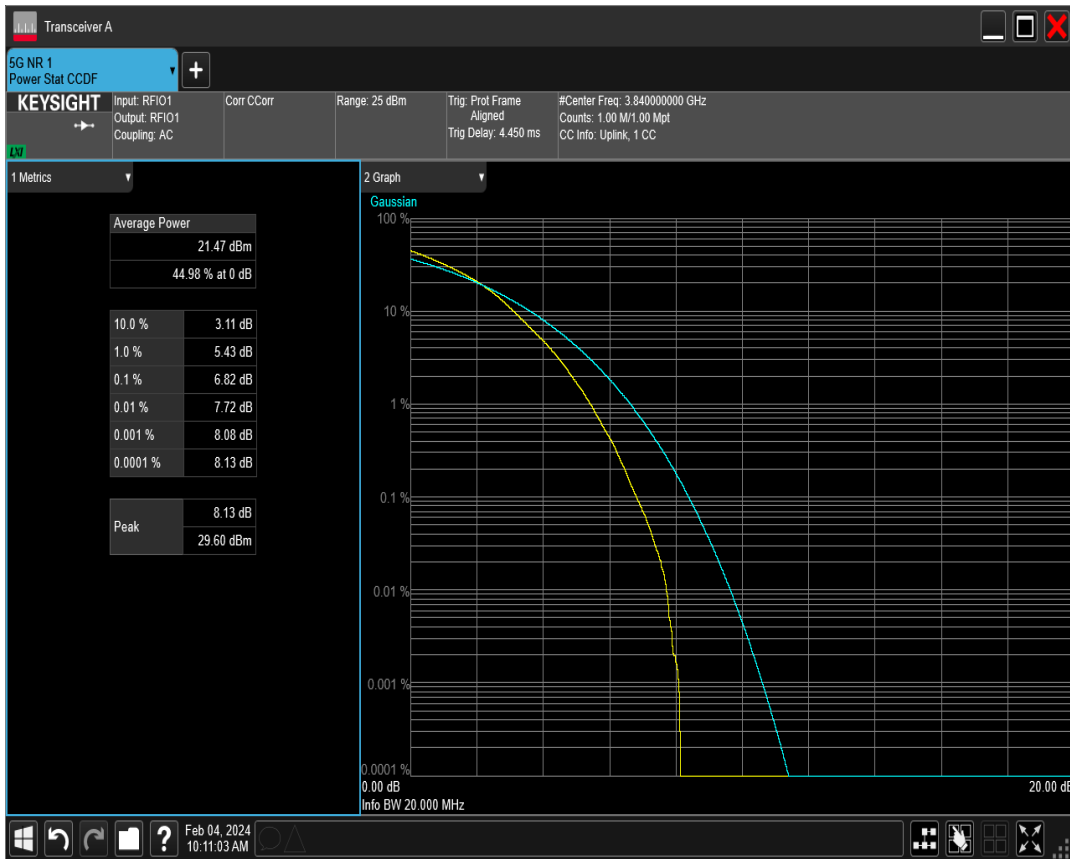 Transceiver A
5G NR 1
Power Stat CCDF
+
KEYSIGHT
LXI
Input: RFIO1
Output: RFIO1
Coupling: AC
Corr CCorr
Range: 25 dBm
Trig: Prot Frame
Aligned
Trig Delay: 4.450 ms
#Center Freq: 3.840000000 GHz
Counts: 1.00 M/1.00 Mpt
CC Info: Uplink, 1 CC
1 Metrics
Average Power
21.47 dBm
44.98 % at 0 dB
10.0 % 3.11 dB
1.0 % 5.43 dB
0.1 % 6.82 dB
0.01 % 7.72 dB
0.001 % 8.08 dB
0.0001 % 8.13 dB
Peak
8.13 dB
29.60 dBm
2 Graph
Gaussian
100 %
10 %
1 %
0.1 %
0.01 %
0.001 %
0.0001 %
0.00 dB 20.00 dB
Info BW 20.000 MHz
?
Feb 04, 2024
10:11:03 AM